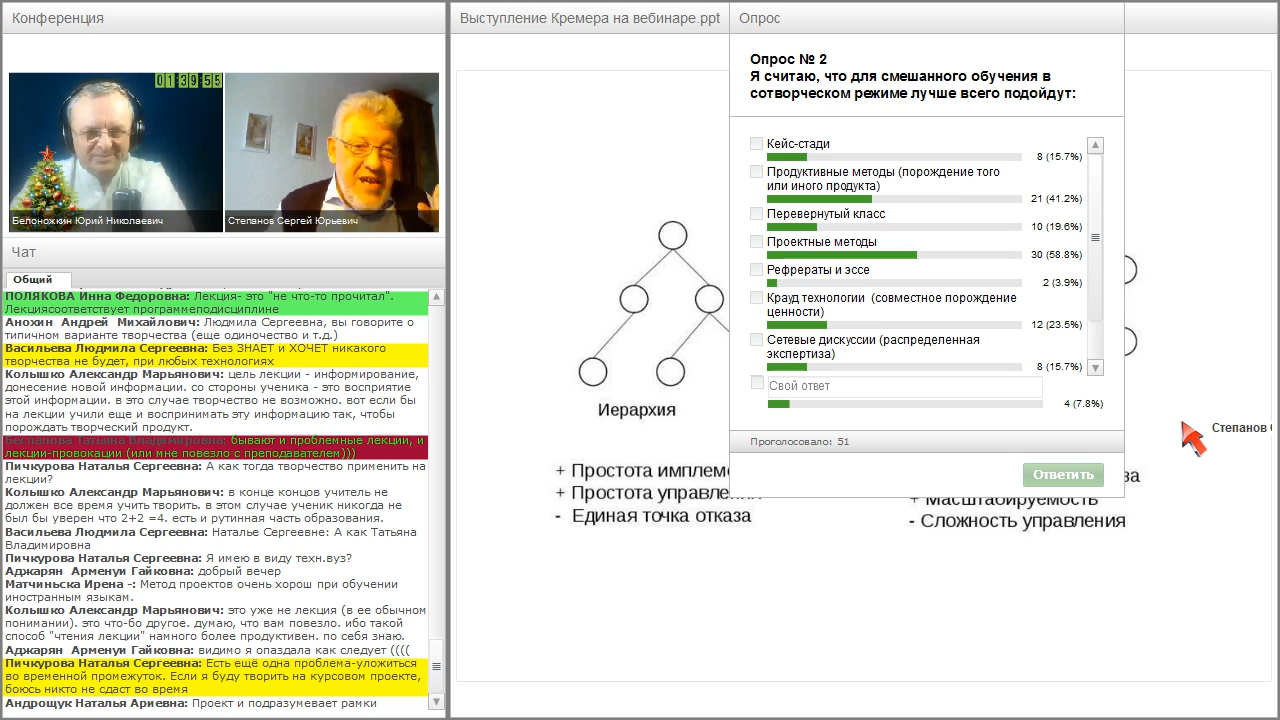 Конференция
01:39:55
Белоножкин Юрий Николаевич
Степанов Сергей Юрьевич
Чат
Общий
ПОЛЯКОВА Инна Федоровна: Лекция- это "не что-то прочитал".
Лекциясоответствует программеподисциплине
Анохин Андрей Михайлович: Людмила Сергеевна, вы говорите о
типичном варианте творчества (еще одиночество и т.д.)
Васильева Людмила Сергеевна: Без ЗНАЕТ и ХОЧЕТ никакого
творчества не будет, при любых технологиях
Колышко Александр Марьянович: цель лекции - информирование,
донесение новой информации. со стороны ученика - это восприятие
этой информации. в это случае творчество не возможно. вот если бы
на лекции учили еще и воспринимать эту информацию так, чтобы
порождать творческий продукт.
Беспанова Татьяна Владимировна: бывают и проблемные лекции, и
лекции-провокации (или мне повезло с преподавателем)))
Пичкурова Наталья Сергеевна: А как тогда творчество применить на
лекции?
Колышко Александр Марьянович: в конце концов учитель не
должен все время учить творить. в этом случае ученик никогда не
был бы уверен что 2+2 =4. есть и рутинная часть образования.
Васильева Людмила Сергеевна: Наталье Сергеевне: А как Татьяна
Владимировна
Пичкурова Наталья Сергеевна: Я имею в виду техн.вуз?
Аджарян Арменуи Гайковна: добрый вечер
Матчиньска Ирена -: Метод проектов очень хорош при обучении
иностранным языкам.
Колышко Александр Марьянович: это уже не лекция (в ее обычном
понимании). это что-бо другое. думаю, что вам повезло. ибо такой
способ "чтения лекции" намного более продуктивен. по себя знаю.
Аджарян Арменуи Гайковна: видимо я опаздала как следует ((((
Пичкурова Наталья Сергеевна: Есть ещё одна проблема-уложиться
во временной промежуток. Если я буду творить на курсовом проекте,
боюсь никто не сдаст во время
Андрощук Наталья Ариевна: Проект и подразумевает рамки
Выступление Кремера на вебинаре.ppt
Иерархия
+ Простота имплем
+ Простота управлени
- Единая точка отказа
за
+ Масштабируемость
- Сложность управления
Степанов
Опрос
Опрос № 2
Я считаю, что для смешанного обучения в
сотворческом режиме лучше всего подойдут:
Кейс-стади
8 (15.7%)
Продуктивные методы (порождение того
или иного продукта)
21 (41.2%)
Перевернутый класс
10 (19.6%)
Проектные методы
30 (58.8%)
Рефрераты и эссе
2 (3.9%)
Крауд технологии (совместное порождение
ценности)
12 (23.5%)
Сетевые дискуссии (распределенная
экспертиза)
8 (15.7%)
Свой ответ
4 (7.8%)
Проголосовало: 51
Ответить